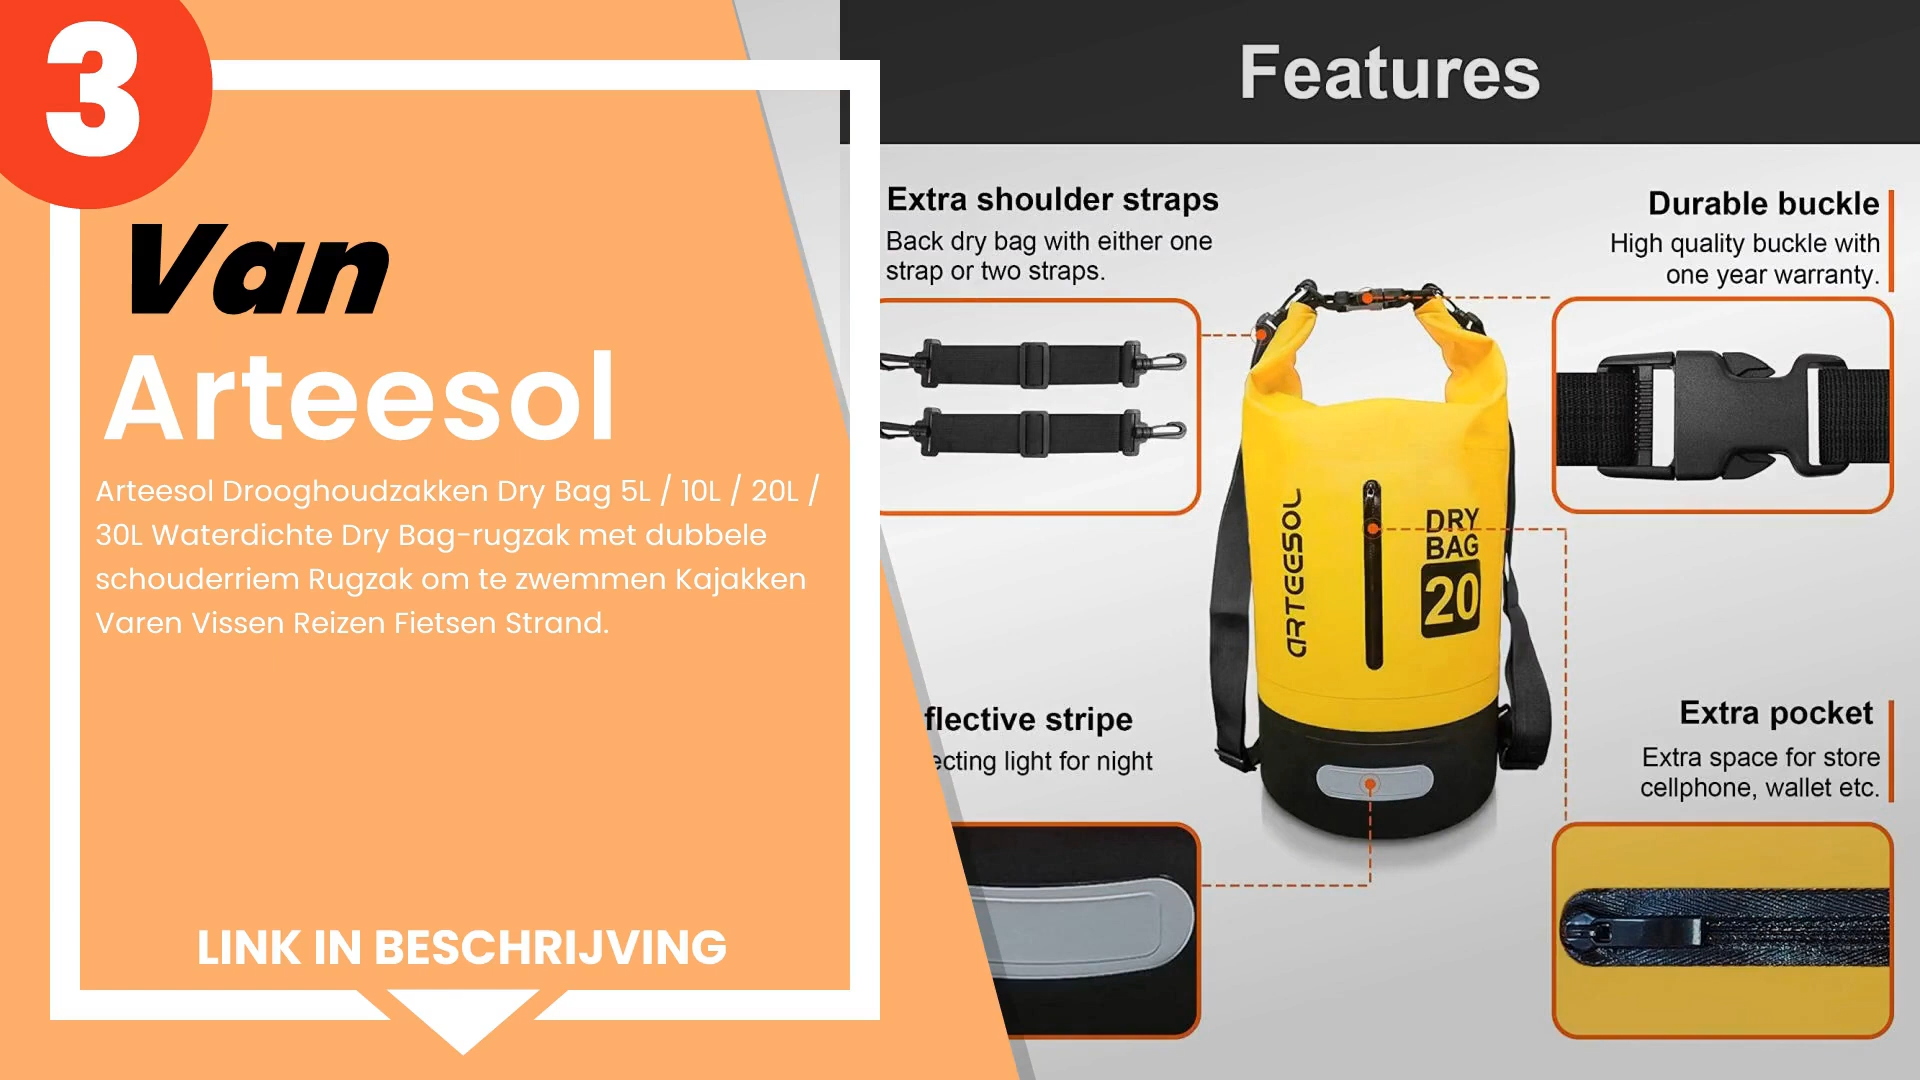 3
Van
Arteesol
Arteesol Drooghoudzakken Dry Bag 5L / 10L / 20L /
30L Waterdichte Dry Bag-rugzak met dubbele
schouderriem Rugzak om te zwemmen Kajakken
Varen Vissen Reizen Fietsen Strand.
LINK IN BESCHRIJVING
Features
Extra shoulder straps
Back dry bag with either one
strap or two straps.
Durable buckle
High quality buckle with
one year warranty.
ARTEESOL
DRY
BAG
20
flective stripe
ecting light for night
Extra pocket
Extra space for store
cellphone, wallet etc.